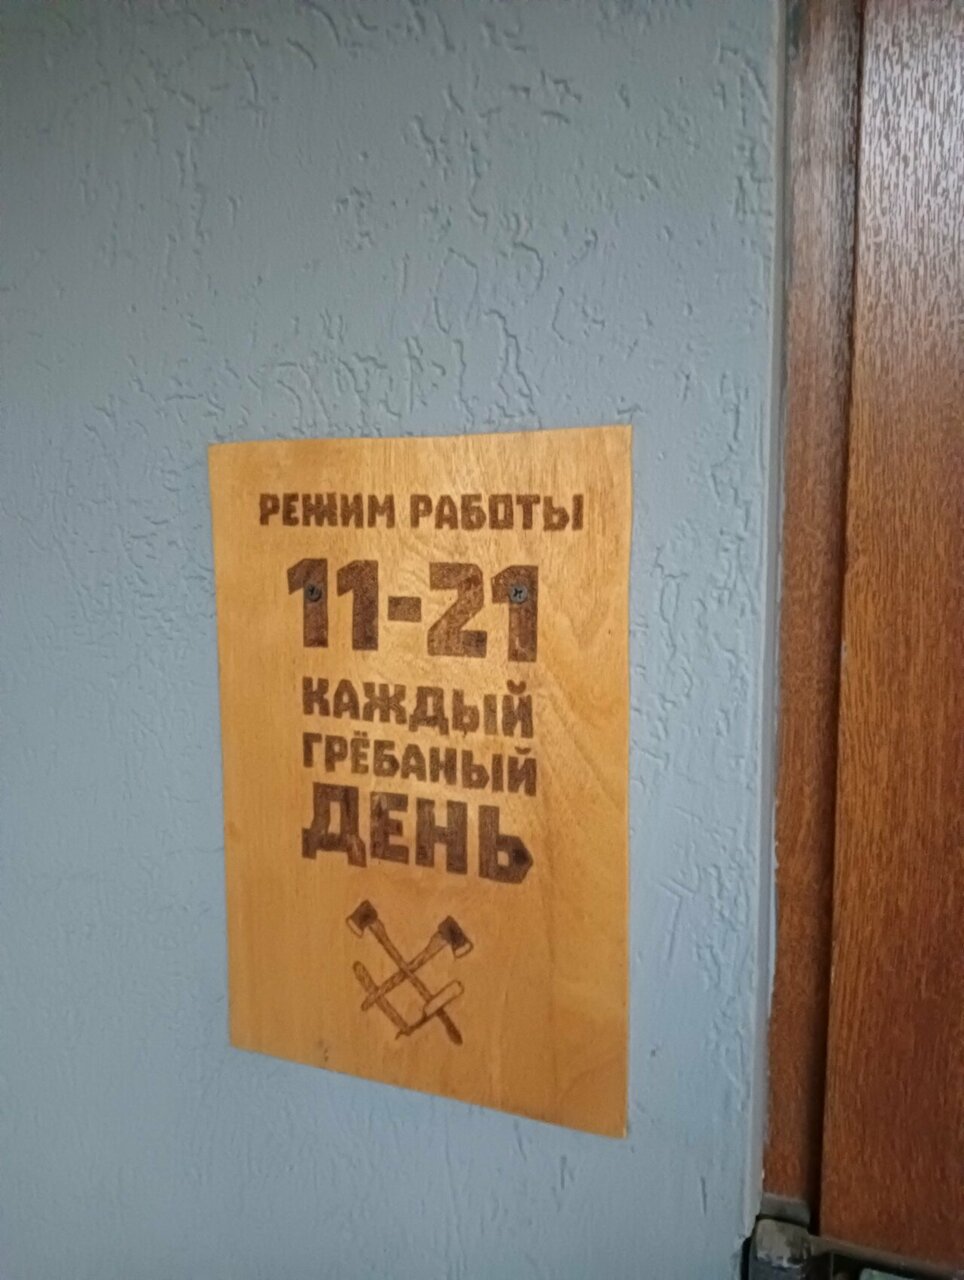 РЕЖИМ РАБОТЫ
11-21
КАЖДЫЙ
ГРЁБАНЫЙ
ДЕНЬ